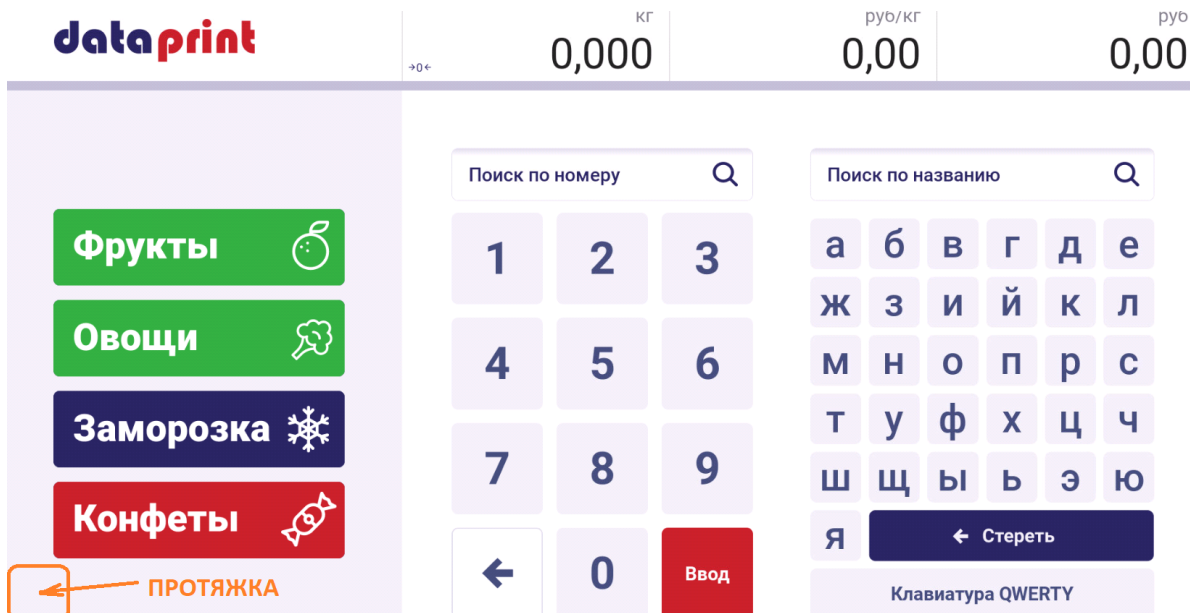 dataprint
→0←
кг
0,000
руб/кг
0,00
руб
0,00
Поиск по номеру
Поиск по названию
Фрукты
Овощи
Заморозка
Конфеты
ПРОТЯЖКА
1 2 3
4 5 6
7 8 9
← 0 Ввод
а б в г д е
ж з и й к л
м н о п р с
т у ф х ц ч
ш щ ы ь э ю
я ← Стереть
Клавиатура QWERTY